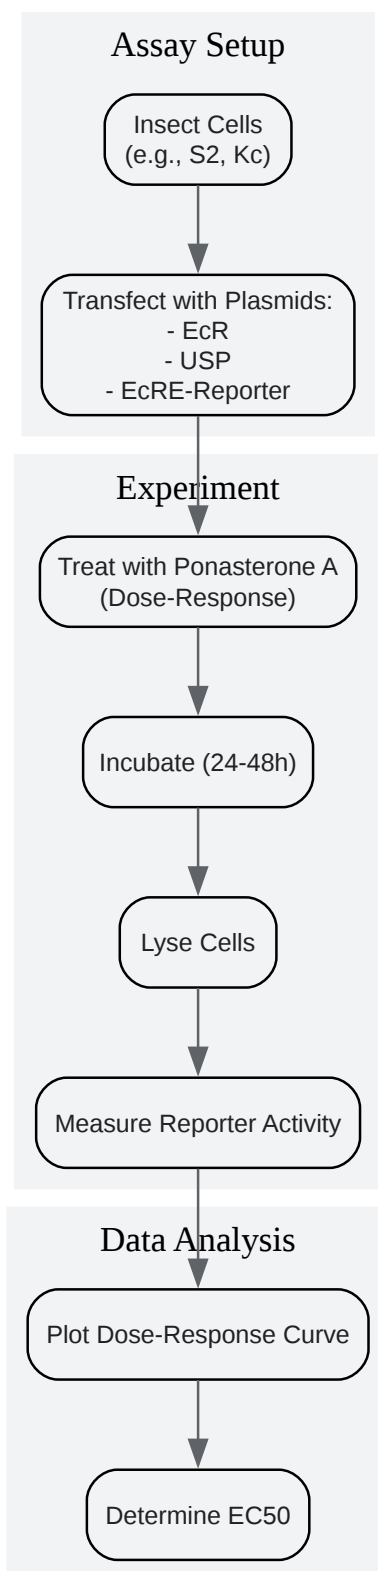 Assay Setup
Insect Cells
(e.g., S2, Kc)
Transfect with Plasmids:
- EcR
- USP
- EcRE-Reporter
Experiment
Treat with Ponasterone A
(Dose-Response)
Incubate (24-48h)
Lyse Cells
Measure Reporter Activity
Data Analysis
Plot Dose-Response Curve
Determine EC50